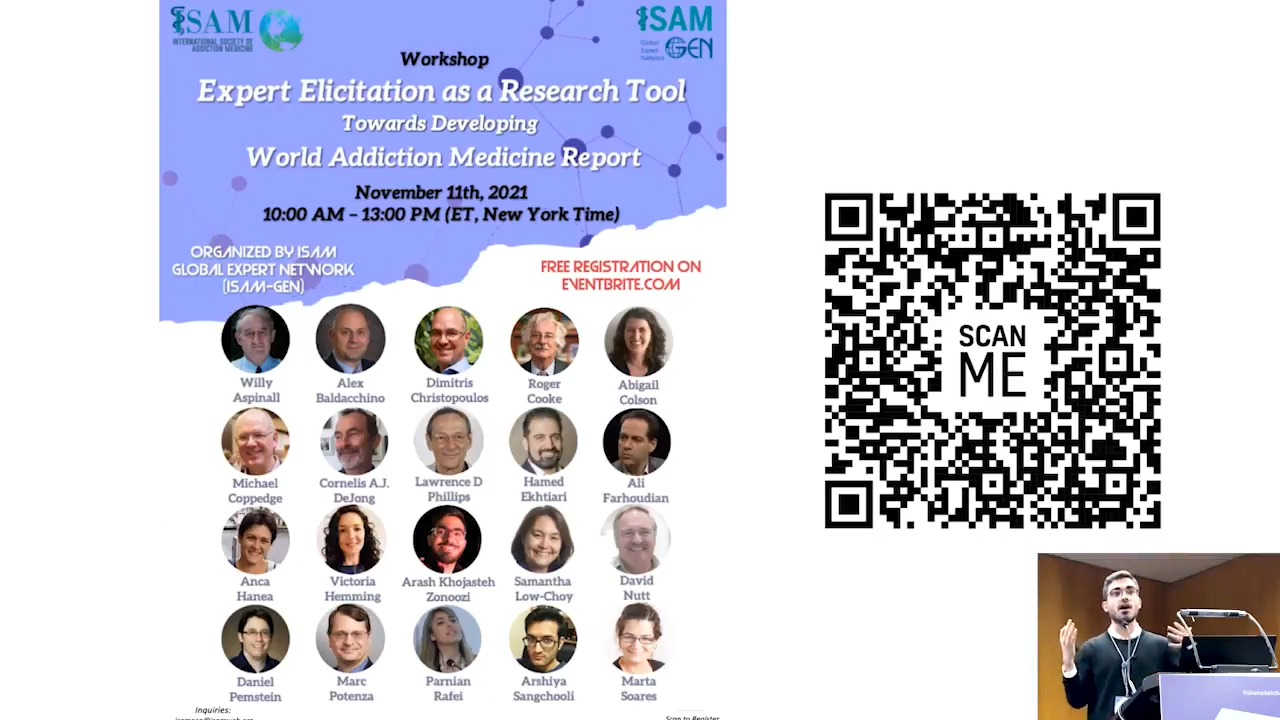 ISAM
INTERNATIONAL SOCIETY OF
ADDICTION MEDICINE
ISAM
Global
Expert
Network
GEN
Workshop
Expert Elicitation as a Research Tool
Towards Developing
World Addiction Medicine Report
November 11th, 2021
10:00 AM – 13:00 PM (ET, New York Time)
ORGANIZED BY ISAM
GLOBAL EXPERT NETWORK
(ISAM-GEN)
FREE REGISTRATION ON
EVENTBRITE.COM
Willy
Aspinall
Alex
Baldacchino
Dimitris
Christopoulos
Roger
Cooke
Abigail
Colson
Michael
Coppedge
Cornelis A.J.
DeJong
Lawrence D
Phillips
Hamed
Ekhtiari
Ali
Farhoudian
Anca
Hanea
Victoria
Hemming
Arash Khojasteh
Zonoozi
Samantha
Low-Choy
David
Nutt
Daniel
Pemstein
Marc
Potenza
Parnian
Rafei
Arshiya
Sangchooli
Marta
Soares
Inquiries:
Scan to Register
SCAN
ME